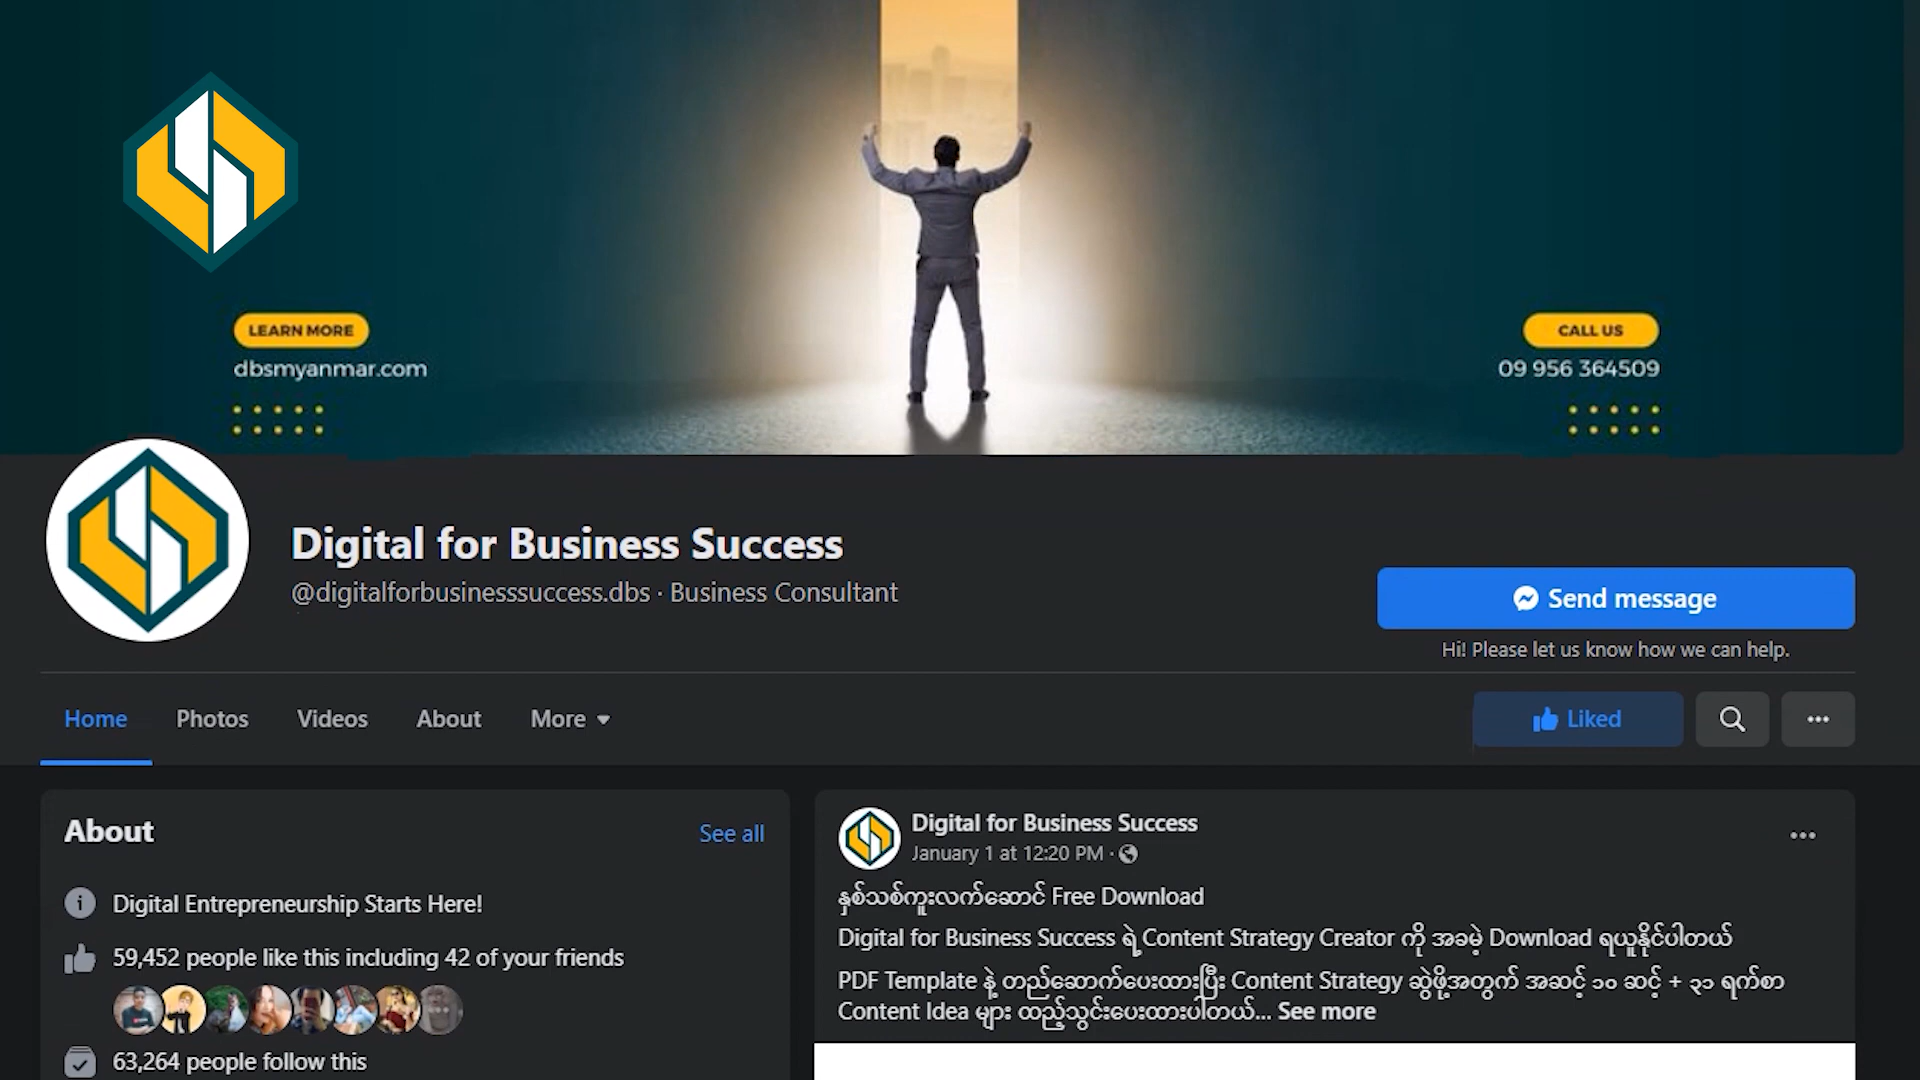 LEARN MORE
dbsmyanmar.com
CALL US
09 956 364509
Digital for Business Success
@digitalforbusinesssuccess.dbs · Business Consultant
Send message
Hi! Please let us know how we can help.
Home
Photos
Videos
About
More
Liked
About
See all
Digital Entrepreneurship Starts Here!
59,452 people like this including 42 of your friends
63,264 people follow this
Digital for Business Success
January 1 at 12:20 PM ·
နှစ်သစ်ကူးလက်ဆောင် Free Download
Digital for Business Success ရဲ့ Content Strategy Creator ကို အခမဲ့ Download ရယူနိုင်ပါတယ်
PDF Template နဲ့ တည်ဆောက်ပေးထားပြီး Content Strategy ဆွဲဖို့အတွက် အဆင့် ၁၀ ဆင့် + ၃၁ ရက်စာ
Content Idea များ ထည့်သွင်းပေးထားပါတယ်... See more